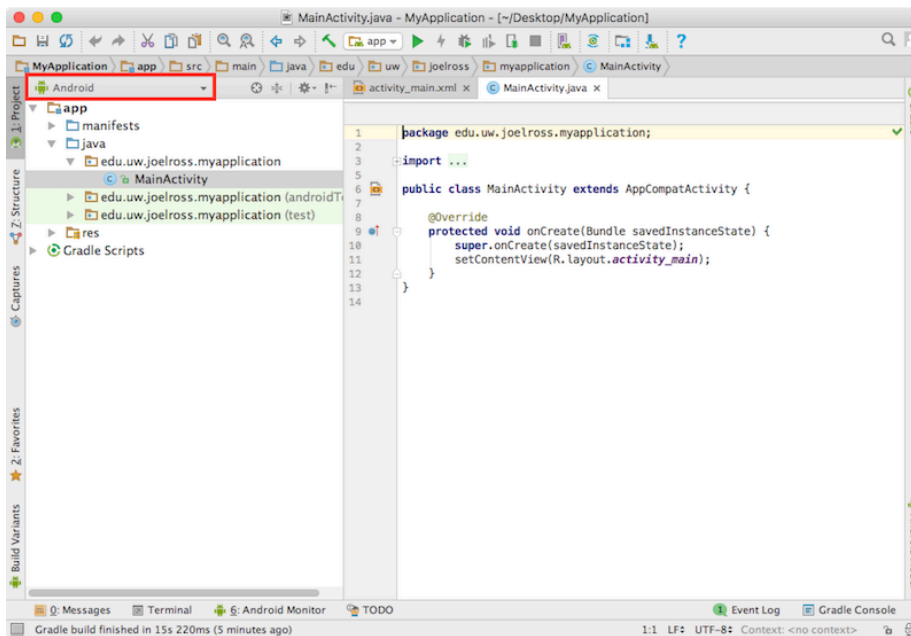 MainActivity.java - MyApplication - [~/Desktop/MyApplication]
app
MyApplication app src main java edu uw joelross myapplication MainActivity
Android
activity_main.xml × MainActivity.java ×
1: Project
Z: Structure
Captures
2: Favorites
Build Variants
app
manifests
java
edu.uw.joelross.myapplication
MainActivity
edu.uw.joelross.myapplication (androidT
edu.uw.joelross.myapplication (test)
res
Gradle Scripts
1 package edu.uw.joelross.myapplication;
2
3 import ...
5
6 public class MainActivity extends AppCompatActivity {
7
8 @Override
9 protected void onCreate(Bundle savedInstanceState) {
10 super.onCreate(savedInstanceState);
11 setContentView(R.layout.activity_main);
12 }
13 }
14
0: Messages Terminal 6: Android Monitor TODO 1 Event Log Gradle Console
Gradle build finished in 15s 220ms (5 minutes ago) 1:1 LF UTF-8 Context: <no context>